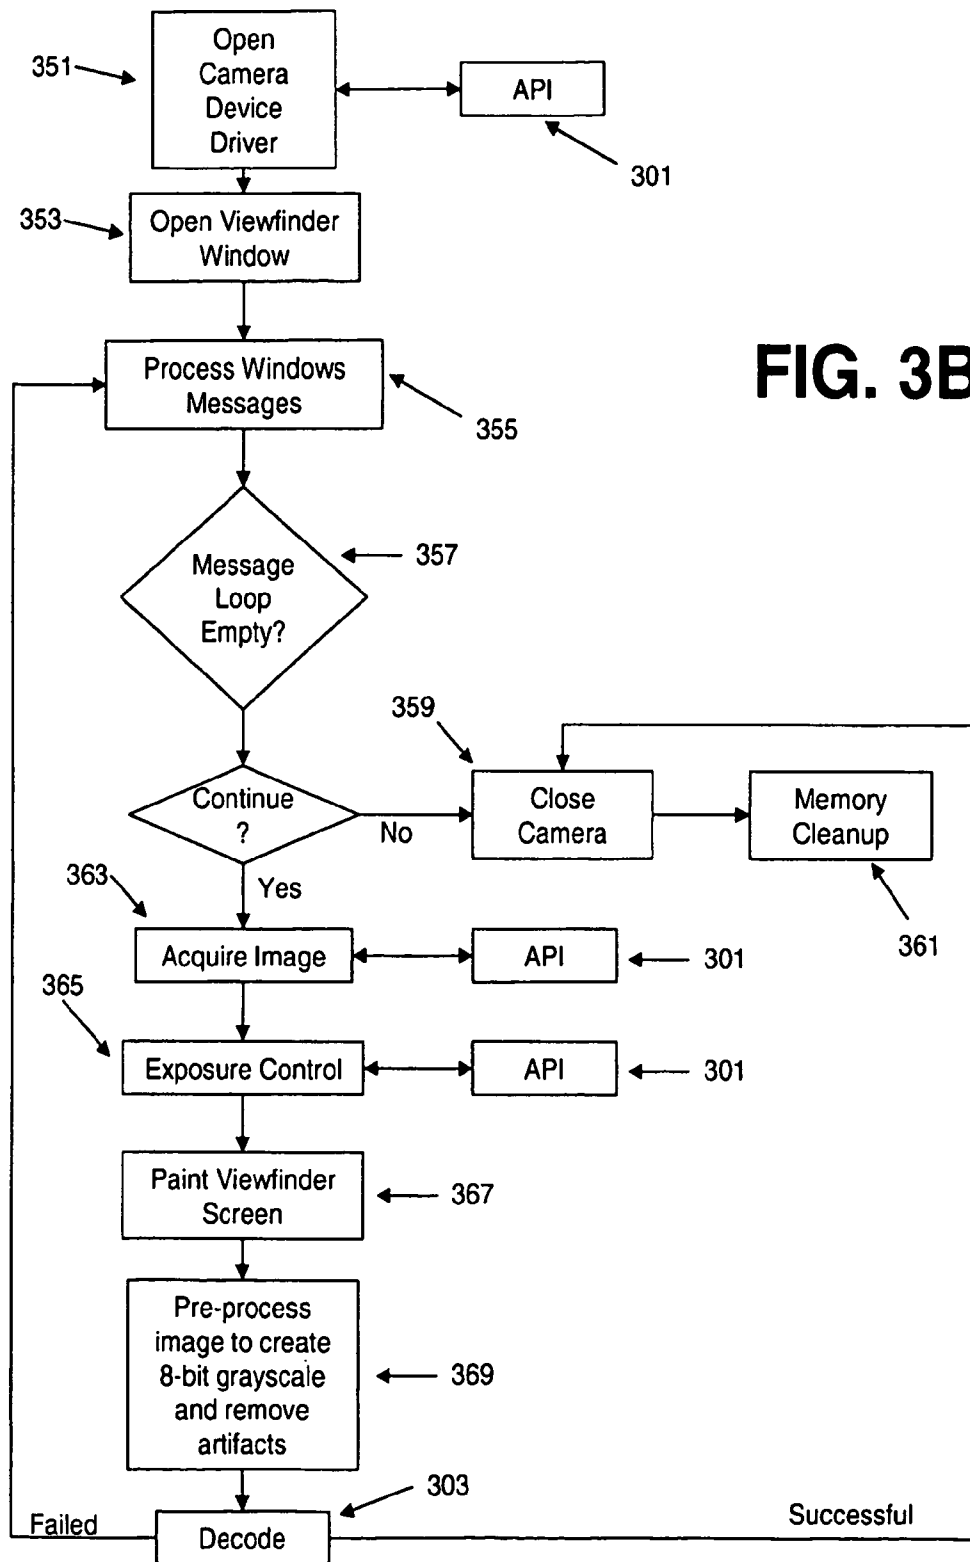 Open
Camera
Device
Driver
351
API
301
353
Open Viewfinder
Window
FIG. 3B
Process Windows
Messages
355
Message
Loop
Empty?
357
359
Continue
?
No
Close
Camera
Memory
Cleanup
361
Yes
363
Acquire Image
API
301
365
Exposure Control
API
301
Paint Viewfinder
Screen
367
Pre-process
image to create
8-bit grayscale
and remove
artifacts
369
303
Failed
Decode
Successful